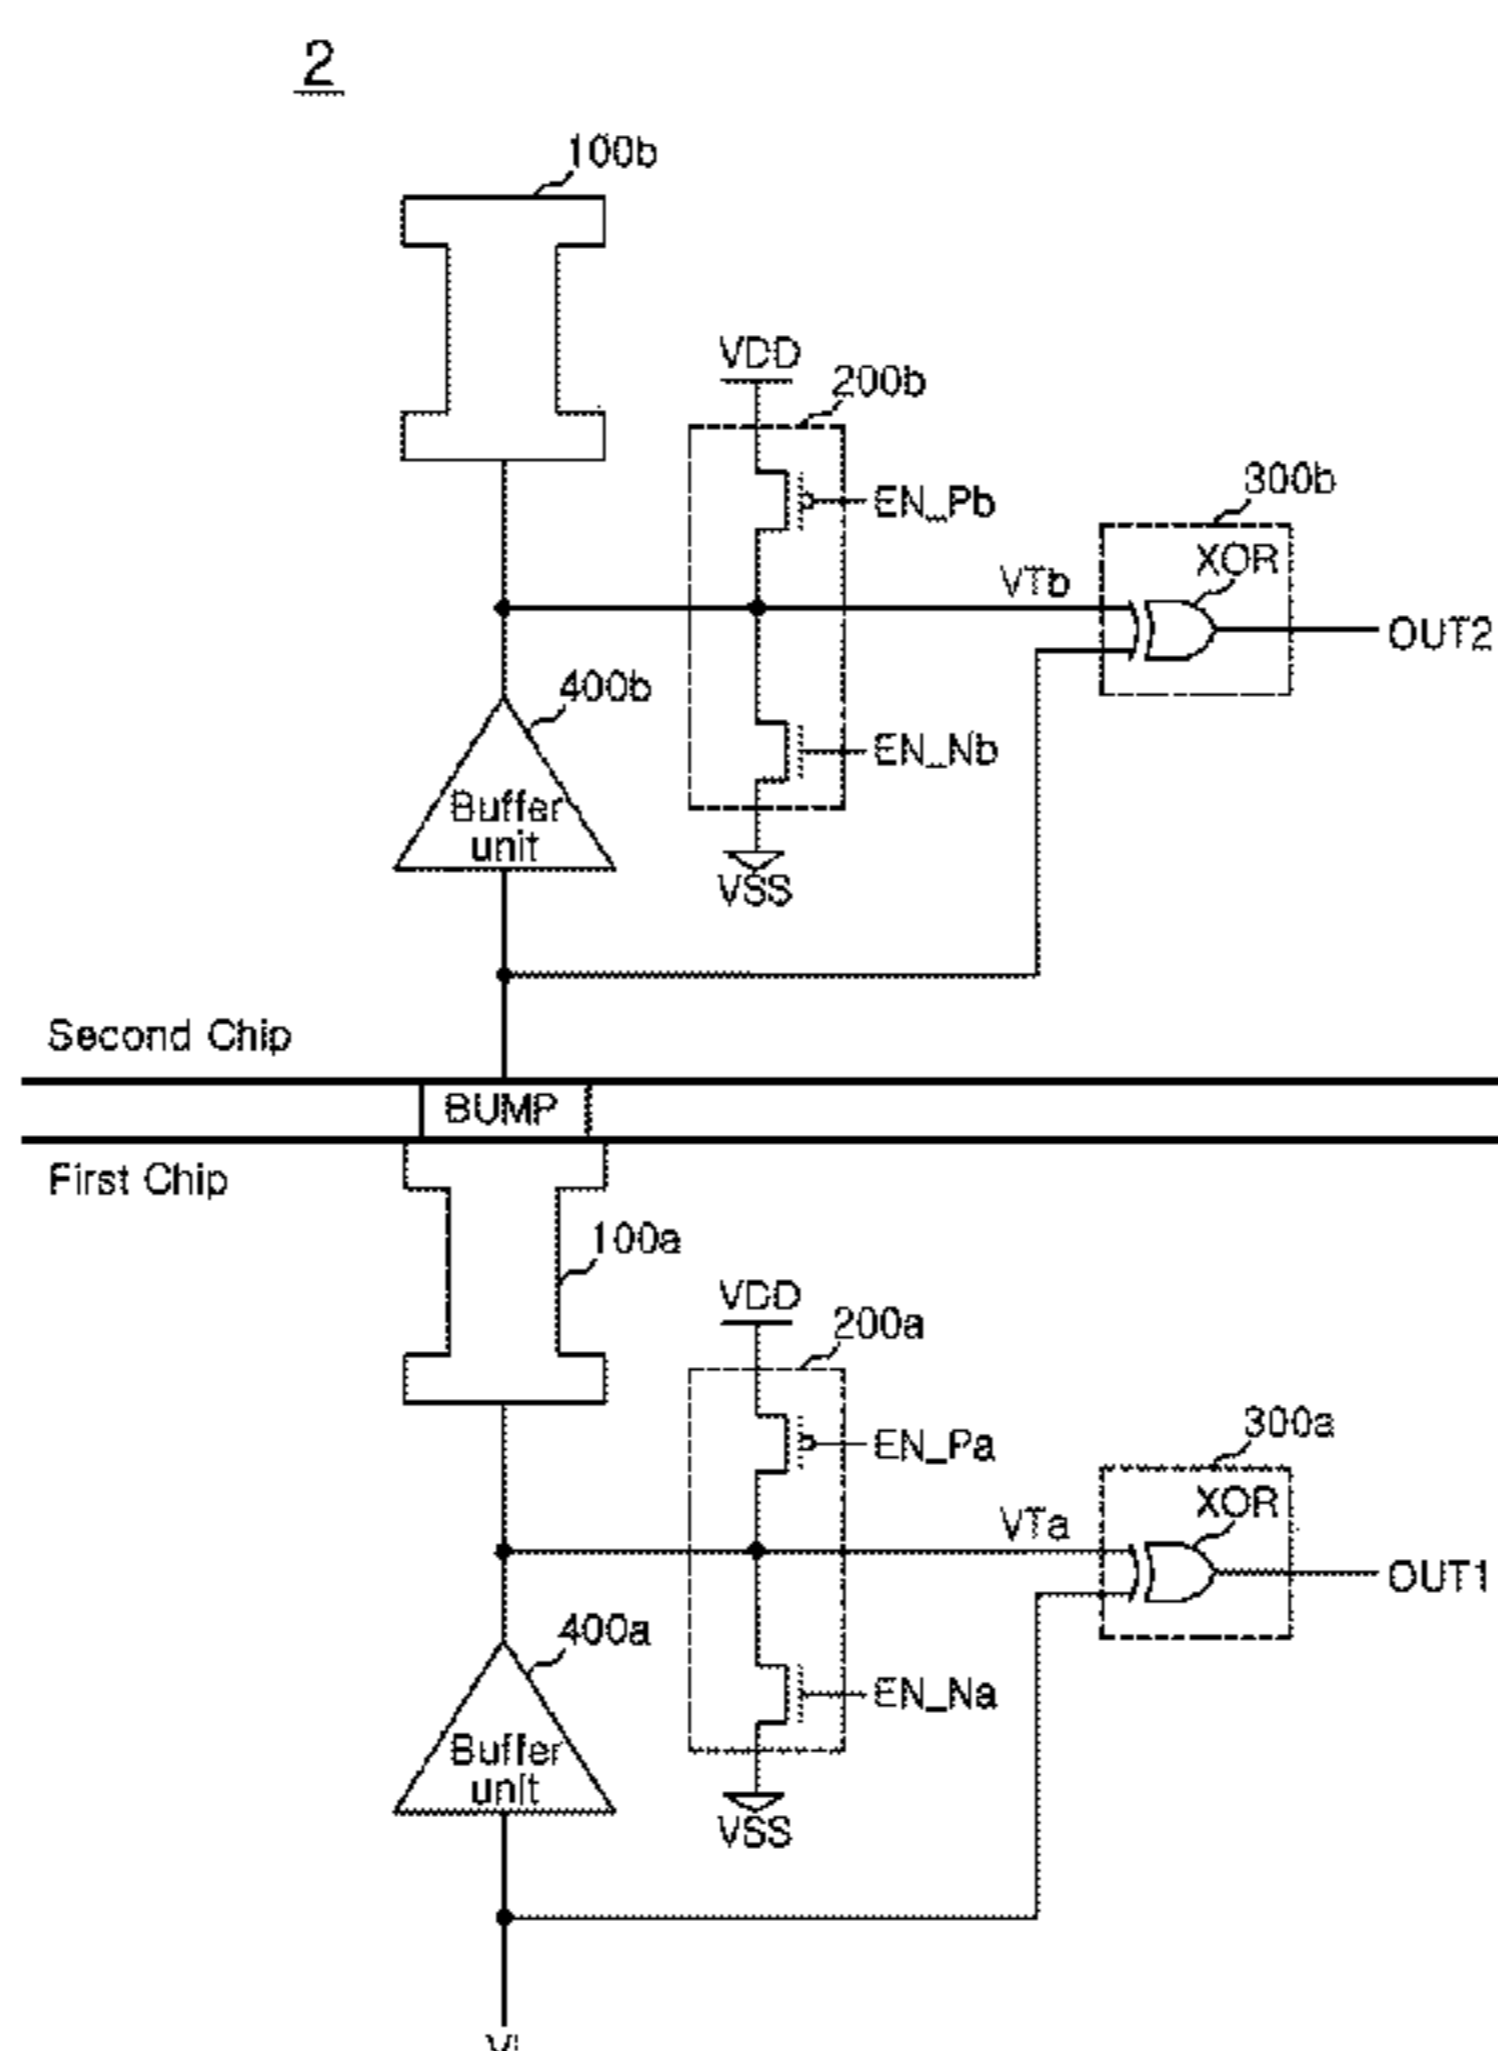 2
100b
VDD
200b
EN_Pb
300b
XOR
VTb
OUT2
400b
EN_Nb
Buffer
unit
VSS
Second Chip
BUMP
First Chip
100a
VDD
200a
EN_Pa
300a
XOR
VTa
OUT1
400a
EN_Na
Buffer
unit
VSS